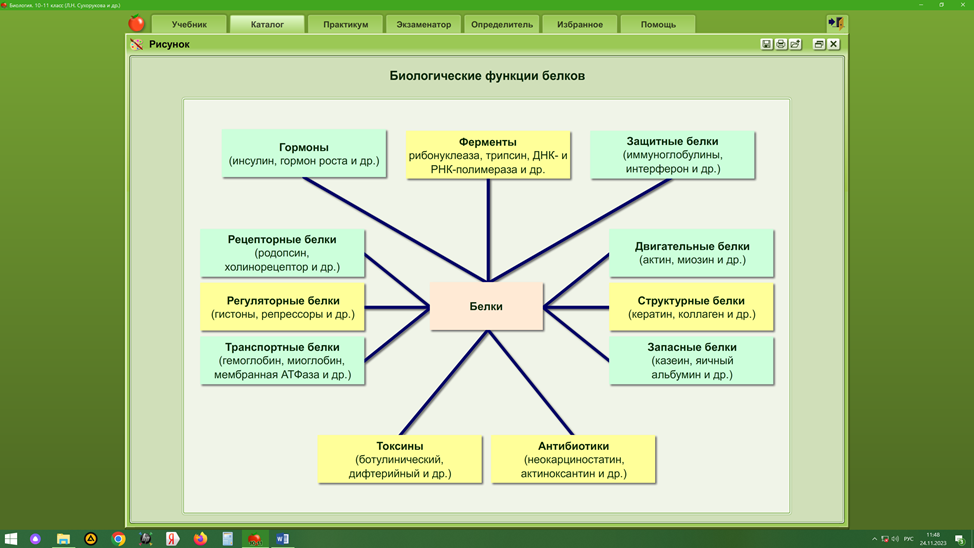 Биология. 10-11 класс (Л.Н. Сухорукова и др.)
Учебник
Каталог
Практикум
Экзаменатор
Определитель
Избранное
Помощь
Рисунок
Биологические функции белков
Гормоны
(инсулин, гормон роста и др.)
Ферменты
рибонуклеаза, трипсин, ДНК- и
РНК-полимераза и др.
Защитные белки
(иммуноглобулины,
интерферон и др.)
Рецепторные белки
(родопсин,
холинорецептор и др.)
Двигательные белки
(актин, миозин и др.)
Регуляторные белки
(гистоны, репрессоры и др.)
Белки
Структурные белки
(кератин, коллаген и др.)
Транспортные белки
(гемоглобин, миоглобин,
мембранная АТФаза и др.)
Запасные белки
(казеин, яичный
альбумин и др.)
Токсины
(ботулинический,
дифтерийный и др.)
Антибиотики
(неокарциностатин,
актиноксантин и др.)
РУС
11:48
24.11.2023